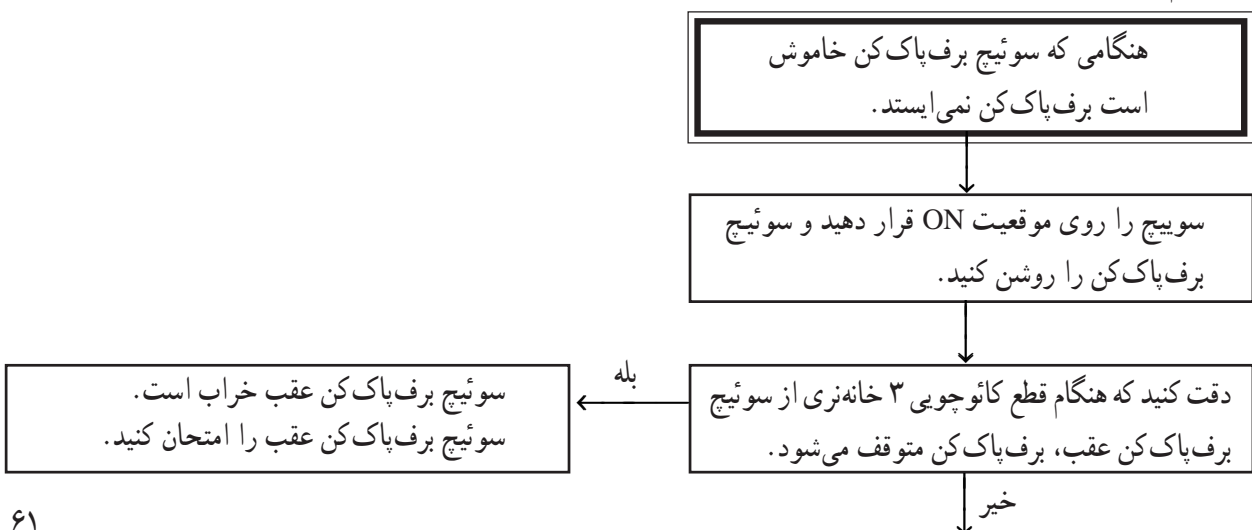 هنگامی که سوئیچ برف‌پاک‌کن خاموش
است برف‌پاک‌کن نمی‌ایستد.
سوییچ را روی موقعیت ON قرار دهید و سوئیچ
برف‌پاک‌کن را روشن کنید.
دقت کنید که هنگام قطع کائوچویی ۳ خانه‌نری از سوئیچ
برف‌پاک‌کن عقب، برف‌پاک‌کن متوقف می‌شود.
بله
سوئیچ برف‌پاک‌کن عقب خراب است.
سوئیچ برف‌پاک‌کن عقب را امتحان کنید.
خیر
۶۱